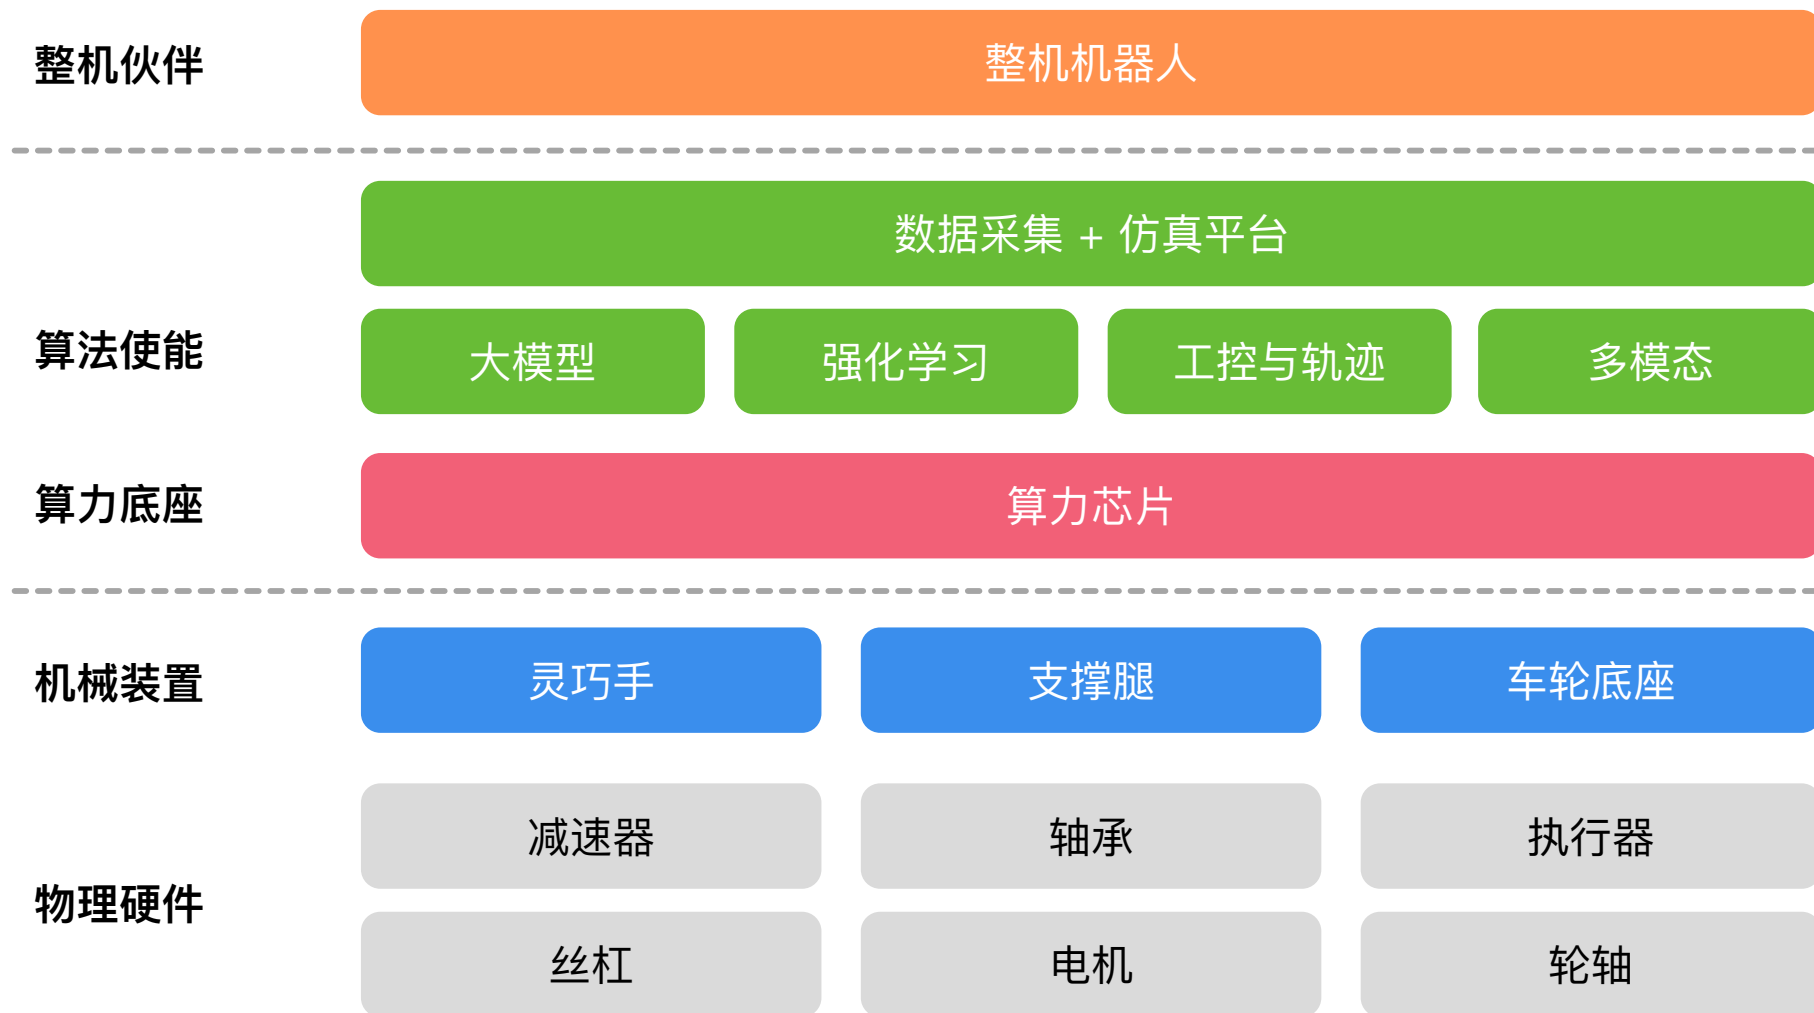 整机伙伴
整机机器人
数据采集 + 仿真平台
算法使能
大模型
强化学习
工控与轨迹
多模态
算力底座
算力芯片
机械装置
灵巧手
支撑腿
车轮底座
物理硬件
减速器
轴承
执行器
丝杠
电机
轮轴